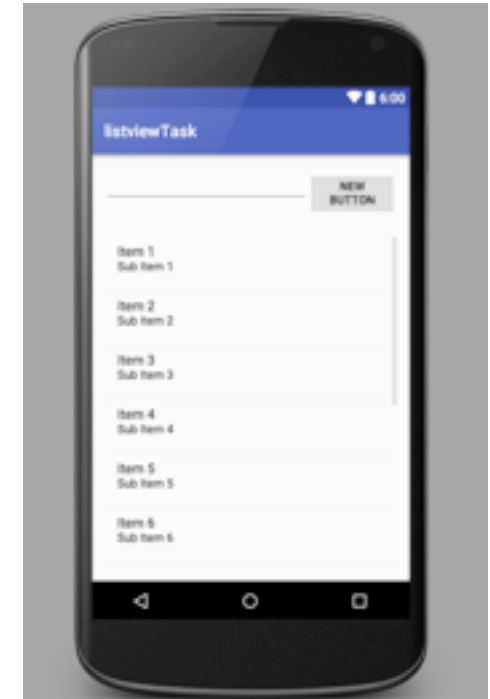 6:00
listviewTask
NEW
BUTTON
Item 1
Sub Item 1
Item 2
Sub Item 2
Item 3
Sub Item 3
Item 4
Sub Item 4
Item 5
Sub Item 5
Item 6
Sub Item 6